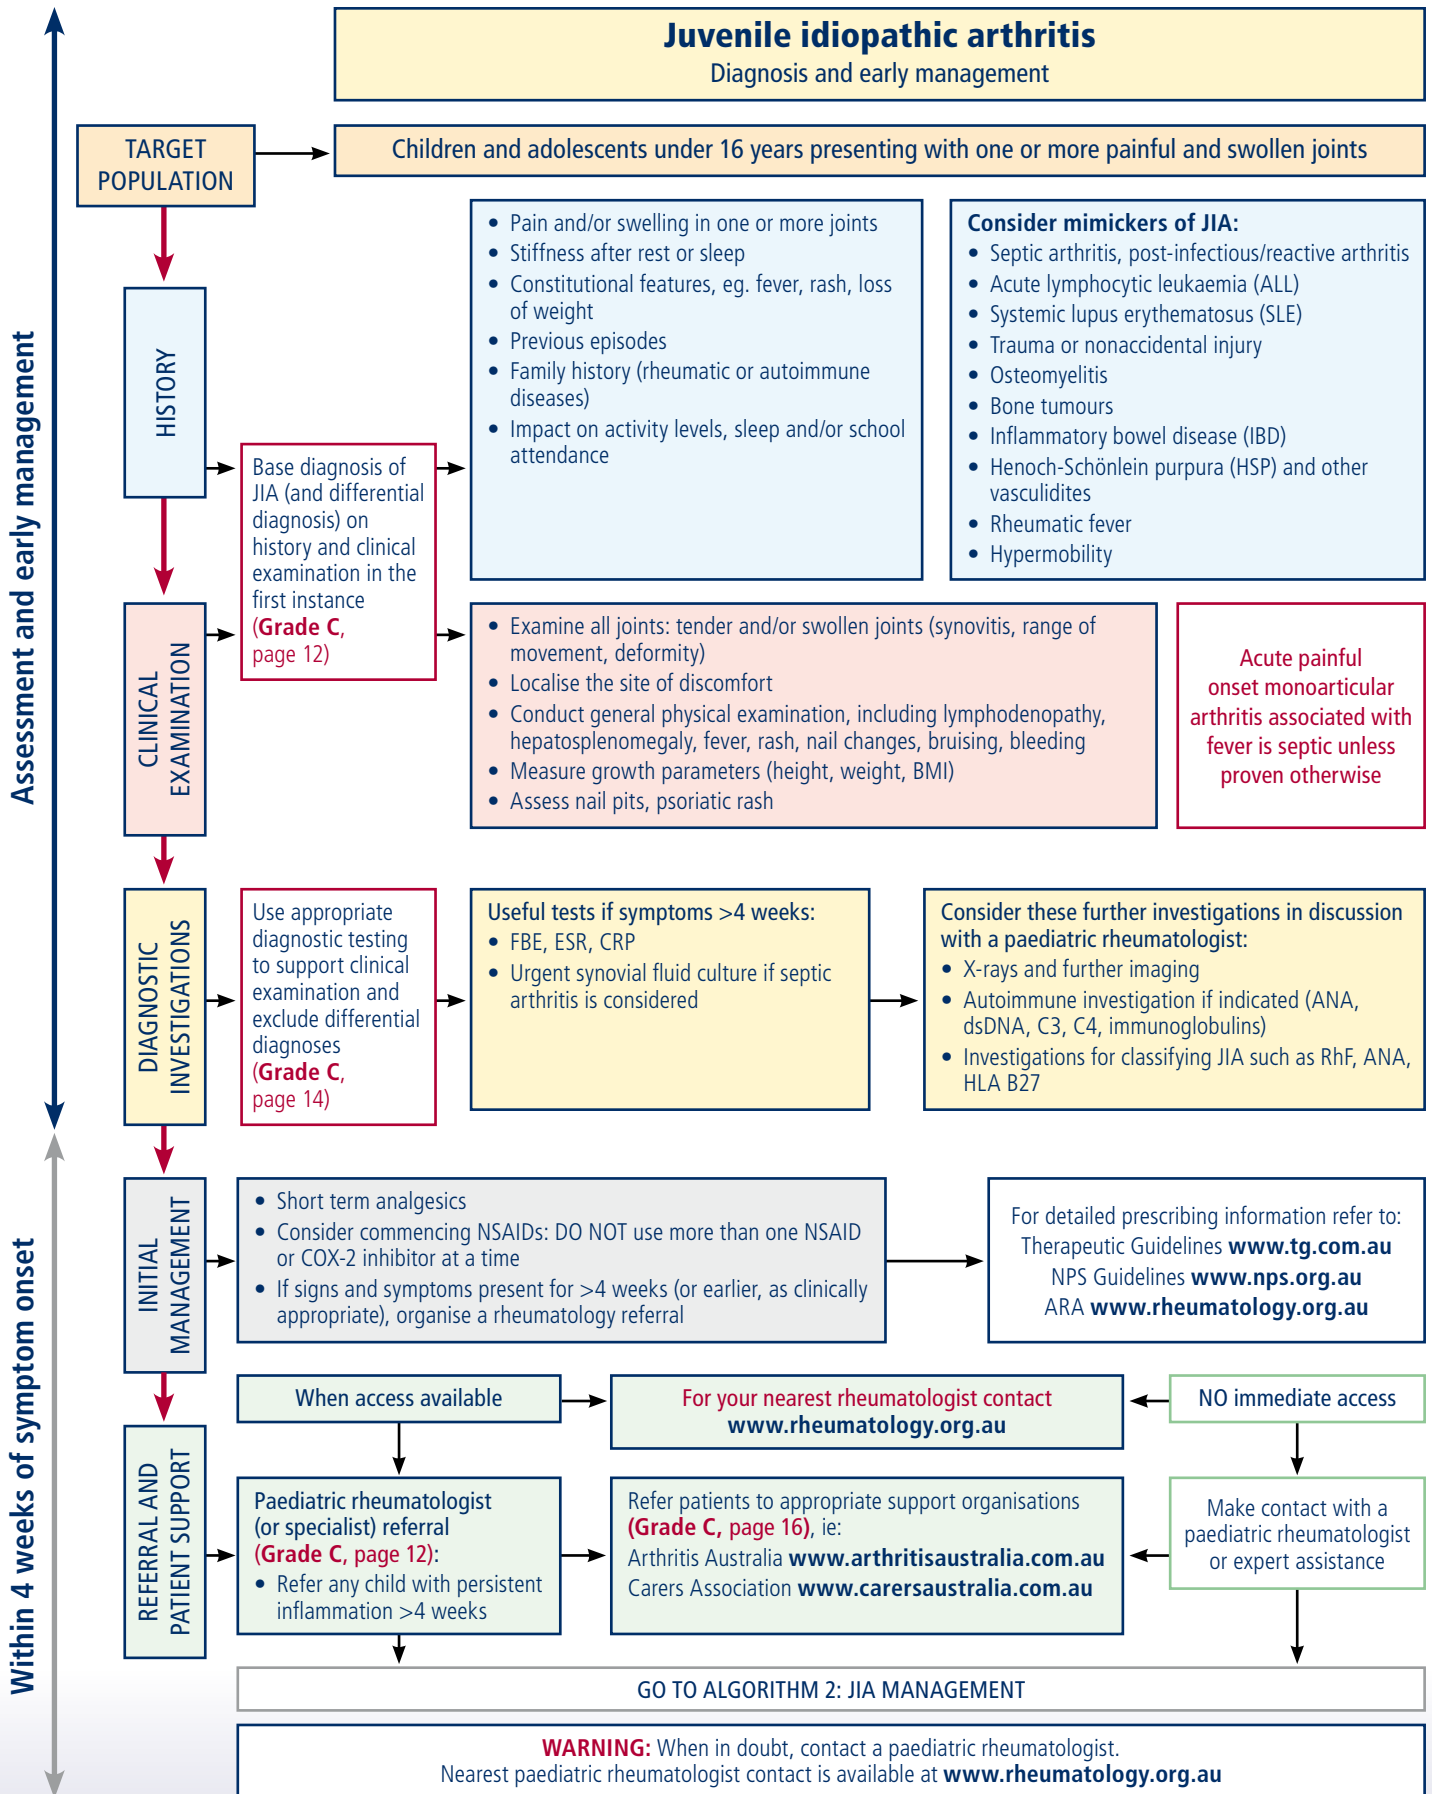 Juvenile idiopathic arthritis
Diagnosis and early management
TARGET
POPULATION
Children and adolescents under 16 years presenting with one or more painful and swollen joints
Assessment and early management
HISTORY
• Pain and/or swelling in one or more joints
• Stiffness after rest or sleep
• Constitutional features, eg. fever, rash, loss
of weight
• Previous episodes
• Family history (rheumatic or autoimmune
diseases)
• Impact on activity levels, sleep and/or school
attendance
Consider mimickers of JIA:
• Septic arthritis, post-infectious/reactive arthritis
• Acute lymphocytic leukaemia (ALL)
• Systemic lupus erythematosus (SLE)
• Trauma or nonaccidental injury
• Osteomyelitis
• Bone tumours
• Inflammatory bowel disease (IBD)
• Henoch-Schönlein purpura (HSP) and other
vasculidites
• Rheumatic fever
• Hypermobility
Base diagnosis of
JIA (and differential
diagnosis) on
history and clinical
examination in the
first instance
(Grade C,
page 12)
CLINICAL
EXAMINATION
• Examine all joints: tender and/or swollen joints (synovitis, range of
movement, deformity)
• Localise the site of discomfort
• Conduct general physical examination, including lymphodenopathy,
hepatosplenomegaly, fever, rash, nail changes, bruising, bleeding
• Measure growth parameters (height, weight, BMI)
• Assess nail pits, psoriatic rash
Acute painful
onset monoarticular
arthritis associated with
fever is septic unless
proven otherwise
DIAGNOSTIC
INVESTIGATIONS
Use appropriate
diagnostic testing
to support clinical
examination and
exclude differential
diagnoses
(Grade C,
page 14)
Useful tests if symptoms >4 weeks:
• FBE, ESR, CRP
• Urgent synovial fluid culture if septic
arthritis is considered
Consider these further investigations in discussion
with a paediatric rheumatologist:
• X-rays and further imaging
• Autoimmune investigation if indicated (ANA,
dsDNA, C3, C4, immunoglobulins)
• Investigations for classifying JIA such as RhF, ANA,
HLA B27
Within 4 weeks of symptom onset
INITIAL
MANAGEMENT
• Short term analgesics
• Consider commencing NSAIDs: DO NOT use more than one NSAID
or COX-2 inhibitor at a time
• If signs and symptoms present for >4 weeks (or earlier, as clinically
appropriate), organise a rheumatology referral
For detailed prescribing information refer to:
Therapeutic Guidelines www.tg.com.au
NPS Guidelines www.nps.org.au
ARA www.rheumatology.org.au
REFERRAL AND
PATIENT SUPPORT
When access available
For your nearest rheumatologist contact
www.rheumatology.org.au
NO immediate access
Paediatric rheumatologist
(or specialist) referral
(Grade C, page 12):
• Refer any child with persistent
inflammation >4 weeks
Refer patients to appropriate support organisations
(Grade C, page 16), ie:
Arthritis Australia www.arthritisaustralia.com.au
Carers Association www.carersaustralia.com.au
Make contact with a
paediatric rheumatologist
or expert assistance
GO TO ALGORITHM 2: JIA MANAGEMENT
WARNING: When in doubt, contact a paediatric rheumatologist.
Nearest paediatric rheumatologist contact is available at www.rheumatology.org.au